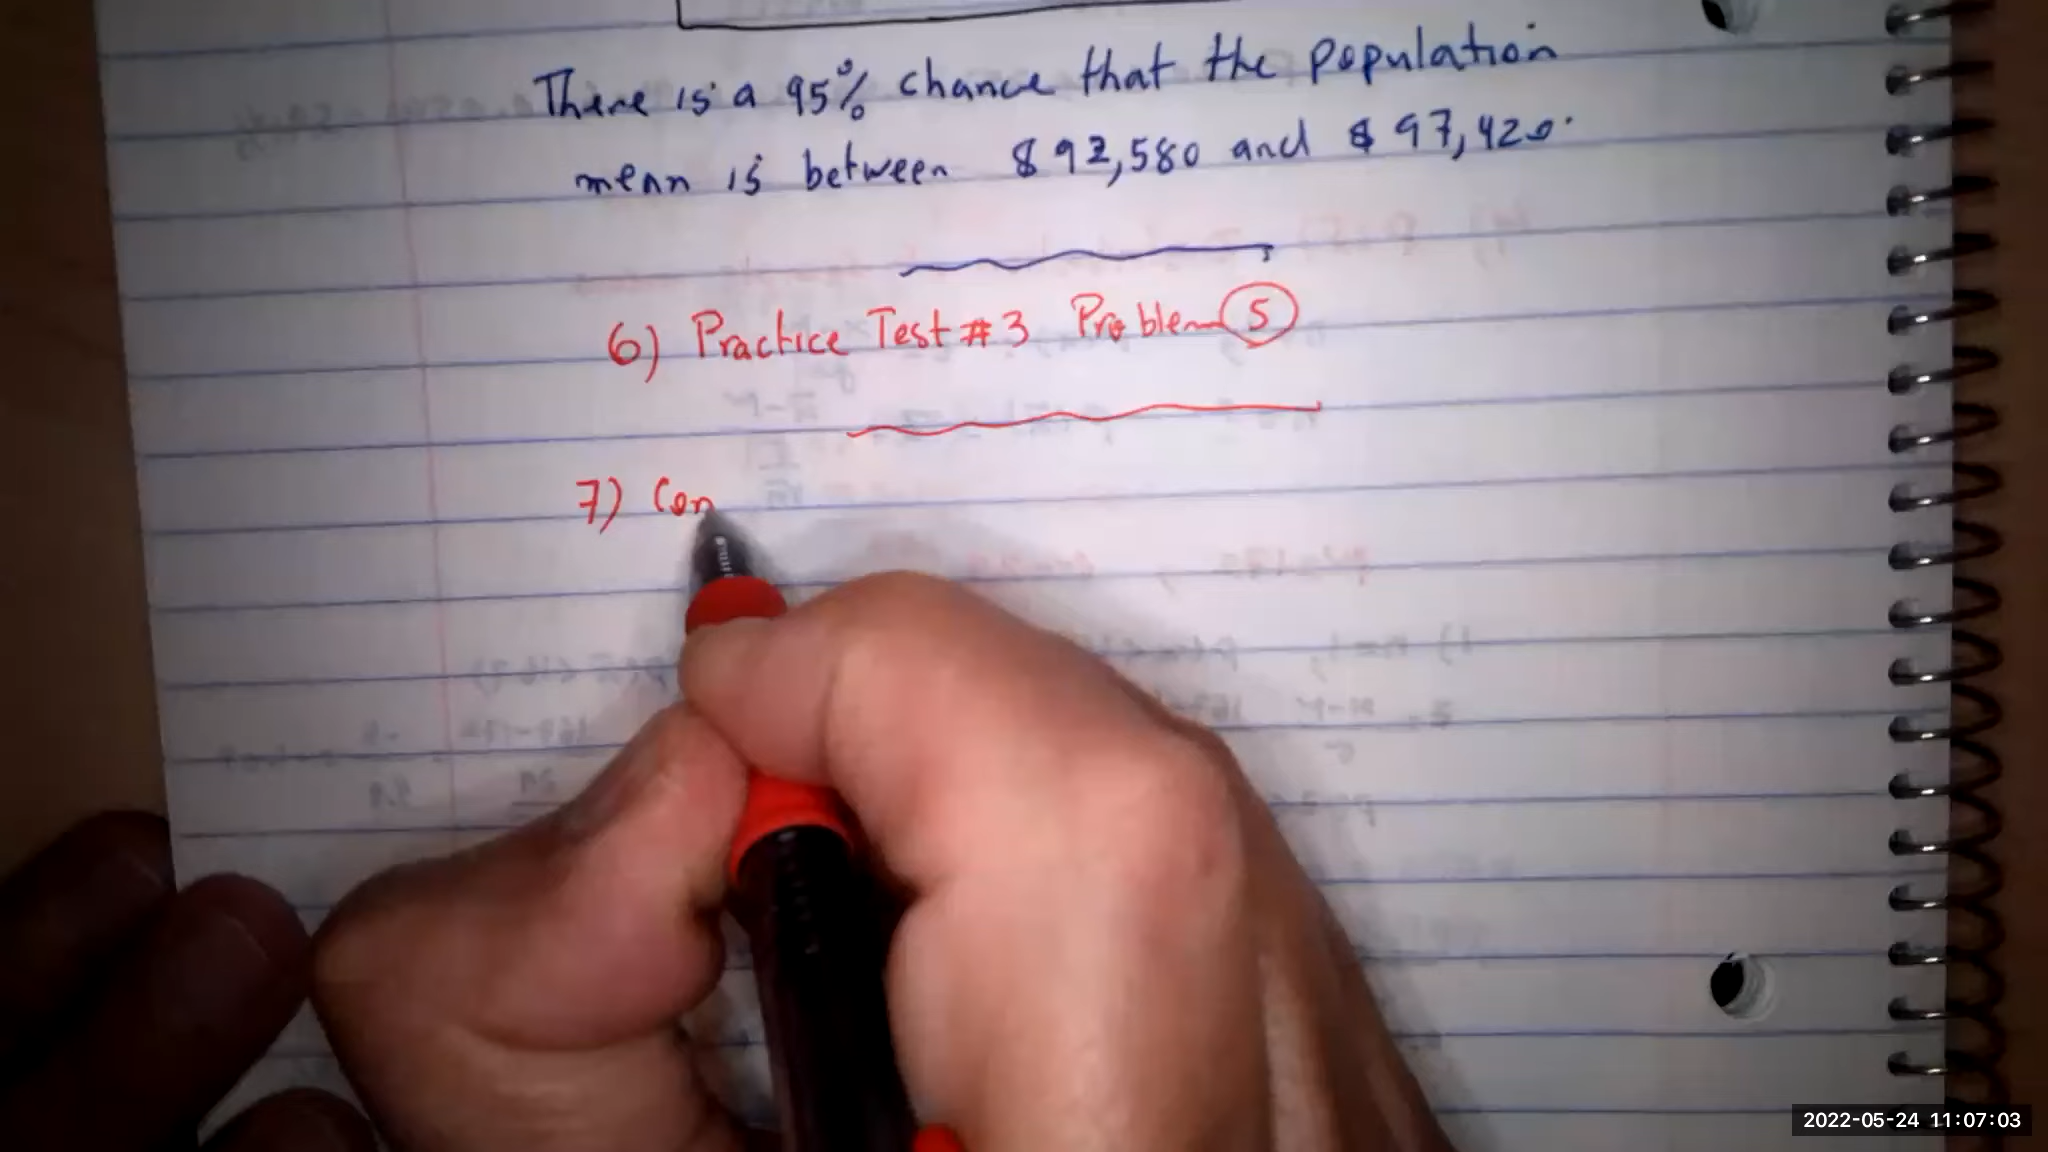 There is a 95% chance that the population
mean is between $92,580 and $97,420.
6) Practice Test #3 Problem 5
7) Con
2022-05-24 11:07:03